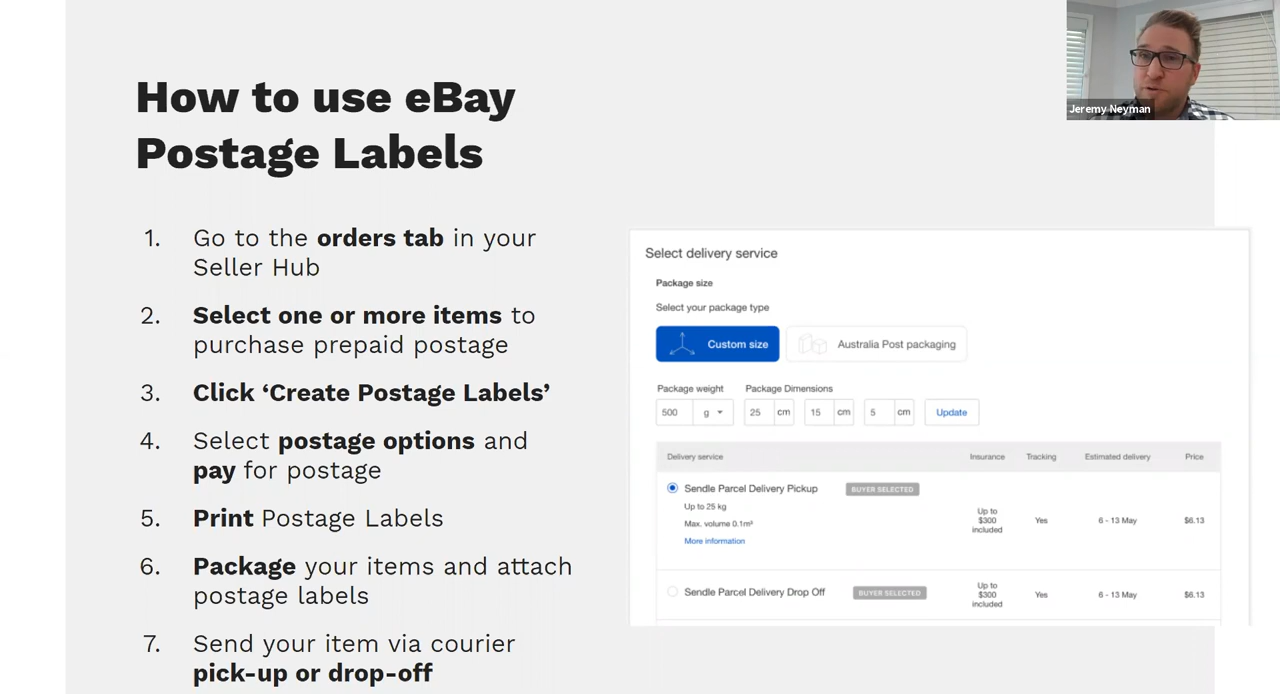 How to use eBay
Postage Labels
1. Go to the orders tab in your
Seller Hub
2. Select one or more items to
purchase prepaid postage
3. Click ‘Create Postage Labels’
4. Select postage options and
pay for postage
5. Print Postage Labels
6. Package your items and attach
postage labels
7. Send your item via courier
pick-up or drop-off
Jeremy Neyman
Select delivery service
Package size
Select your package type
Custom size
Australia Post packaging
Package weight Package Dimensions
500 g 25 cm 15 cm 5 cm Update
Delivery service Insurance Tracking Estimated delivery Price
Sendle Parcel Delivery Pickup BUYER SELECTED
Up to 25 kg
Max. volume 0.1m³
More information
Up to
$300
included
Yes
6 - 13 May
$6.13
Sendle Parcel Delivery Drop Off BUYER SELECTED
Up to
$300
included
Yes
6 - 13 May
$6.13